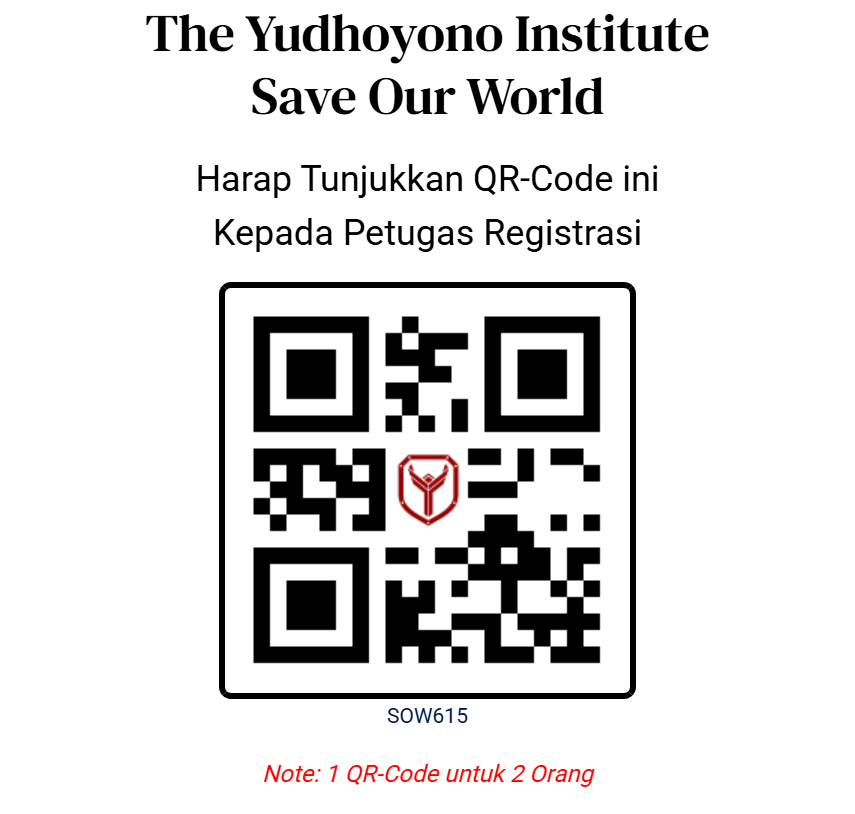 The Yudhoyono Institute
Save Our World
Harap Tunjukkan QR-Code ini
Kepada Petugas Registrasi
SOW615
Note: 1 QR-Code untuk 2 Orang